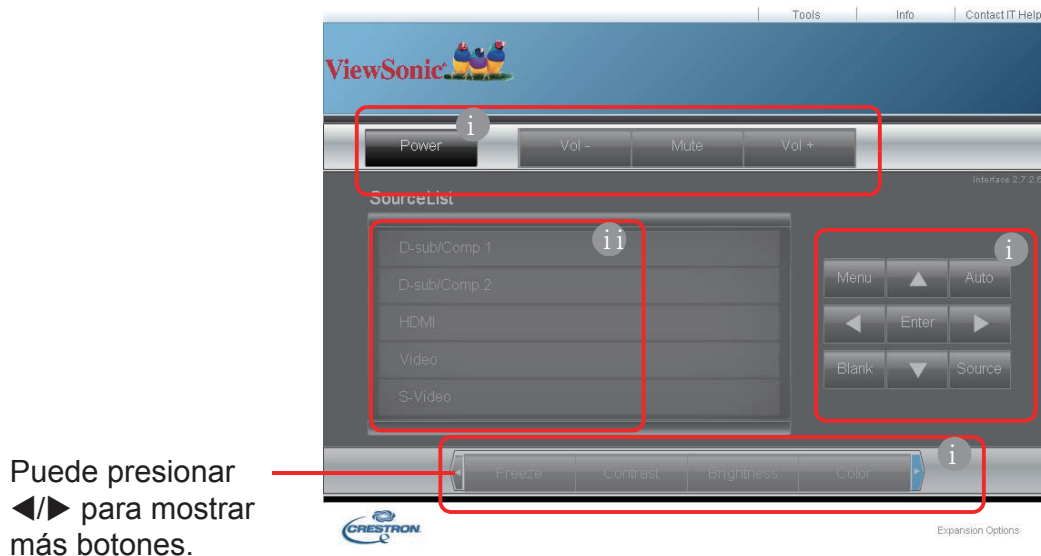 Tools Info Contact IT Help
ViewSonic
i
Power Vol - Mute Vol +
Interface 2.7.2.6
SourceList
ii
i
D-sub/Comp.1
D-sub/Comp.2
HDMI
Video
S-Video
Menu Auto
Enter
Blank Source
i
Freeze Contrast Brightness Color
Puede presionar
◀/▶ para mostrar
más botones.
CRESTRON
Expansion Options